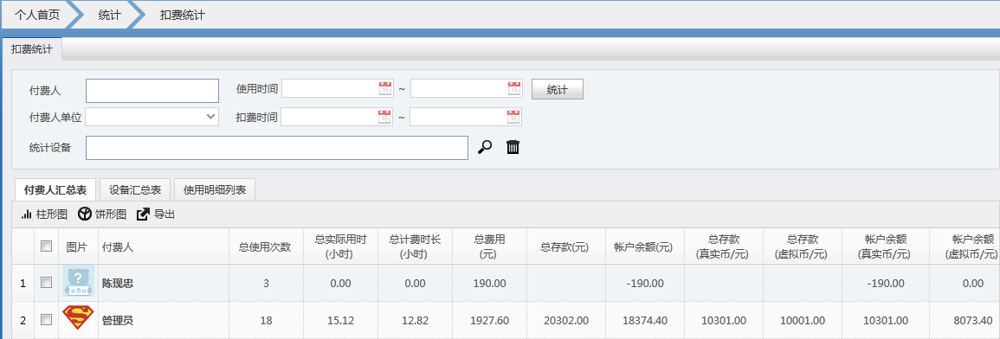 个人首页 统计 扣费统计
扣费统计
付费人 使用时间 ~ 统计
付费人单位 扣费时间 ~
统计设备
付费人汇总表 设备汇总表 使用明细列表
柱形图 饼形图 导出
图片 付费人 总使用次数 总实际用时(小时) 总计费时长(小时) 总费用(元) 总存款(元) 帐户余额(元) 总存款(真实币/元) 总存款(虚拟币/元) 帐户余额(真实币/元) 帐户余额(虚拟币/元)
1 陈现忠 3 0.00 0.00 190.00 -190.00 -190.00 0.00
2 管理员 18 15.12 12.82 1927.60 20302.00 18374.40 10301.00 10001.00 10301.00 8073.40